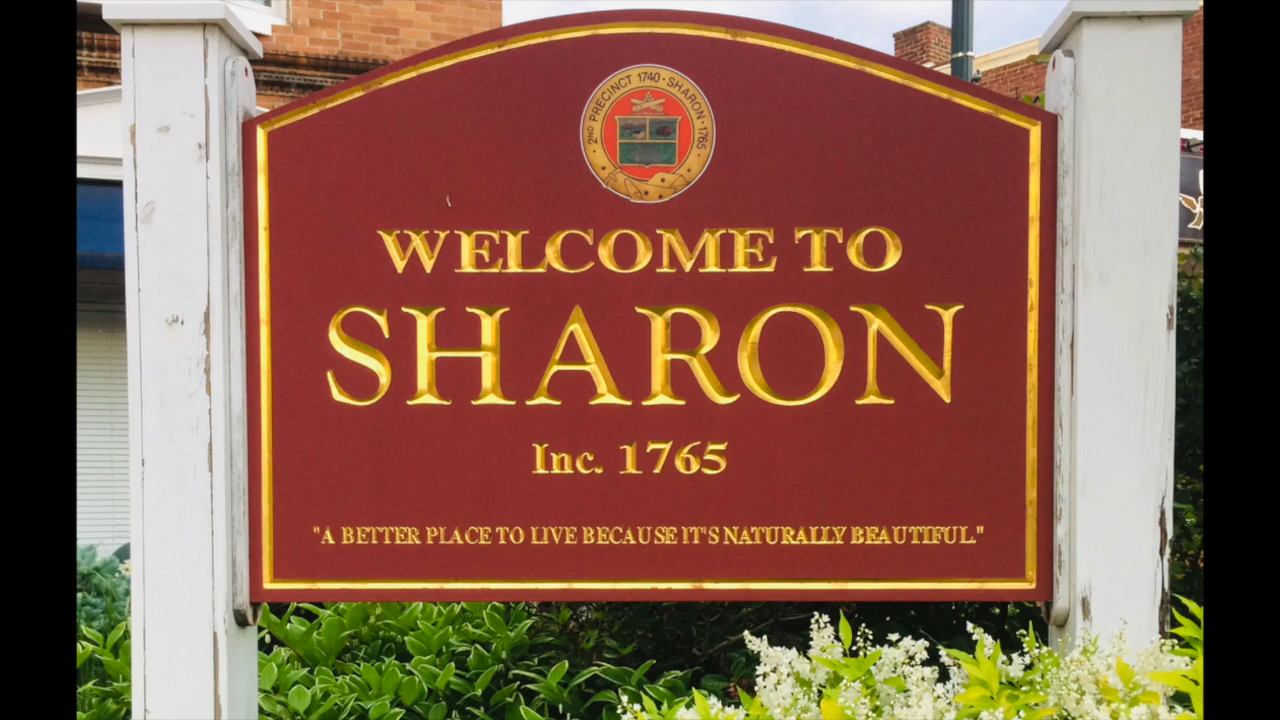 2ND PRECINCT 1740 · SHARON · 1765
WELCOME TO
SHARON
Inc. 1765
"A BETTER PLACE TO LIVE BECAUSE IT'S NATURALLY BEAUTIFUL."